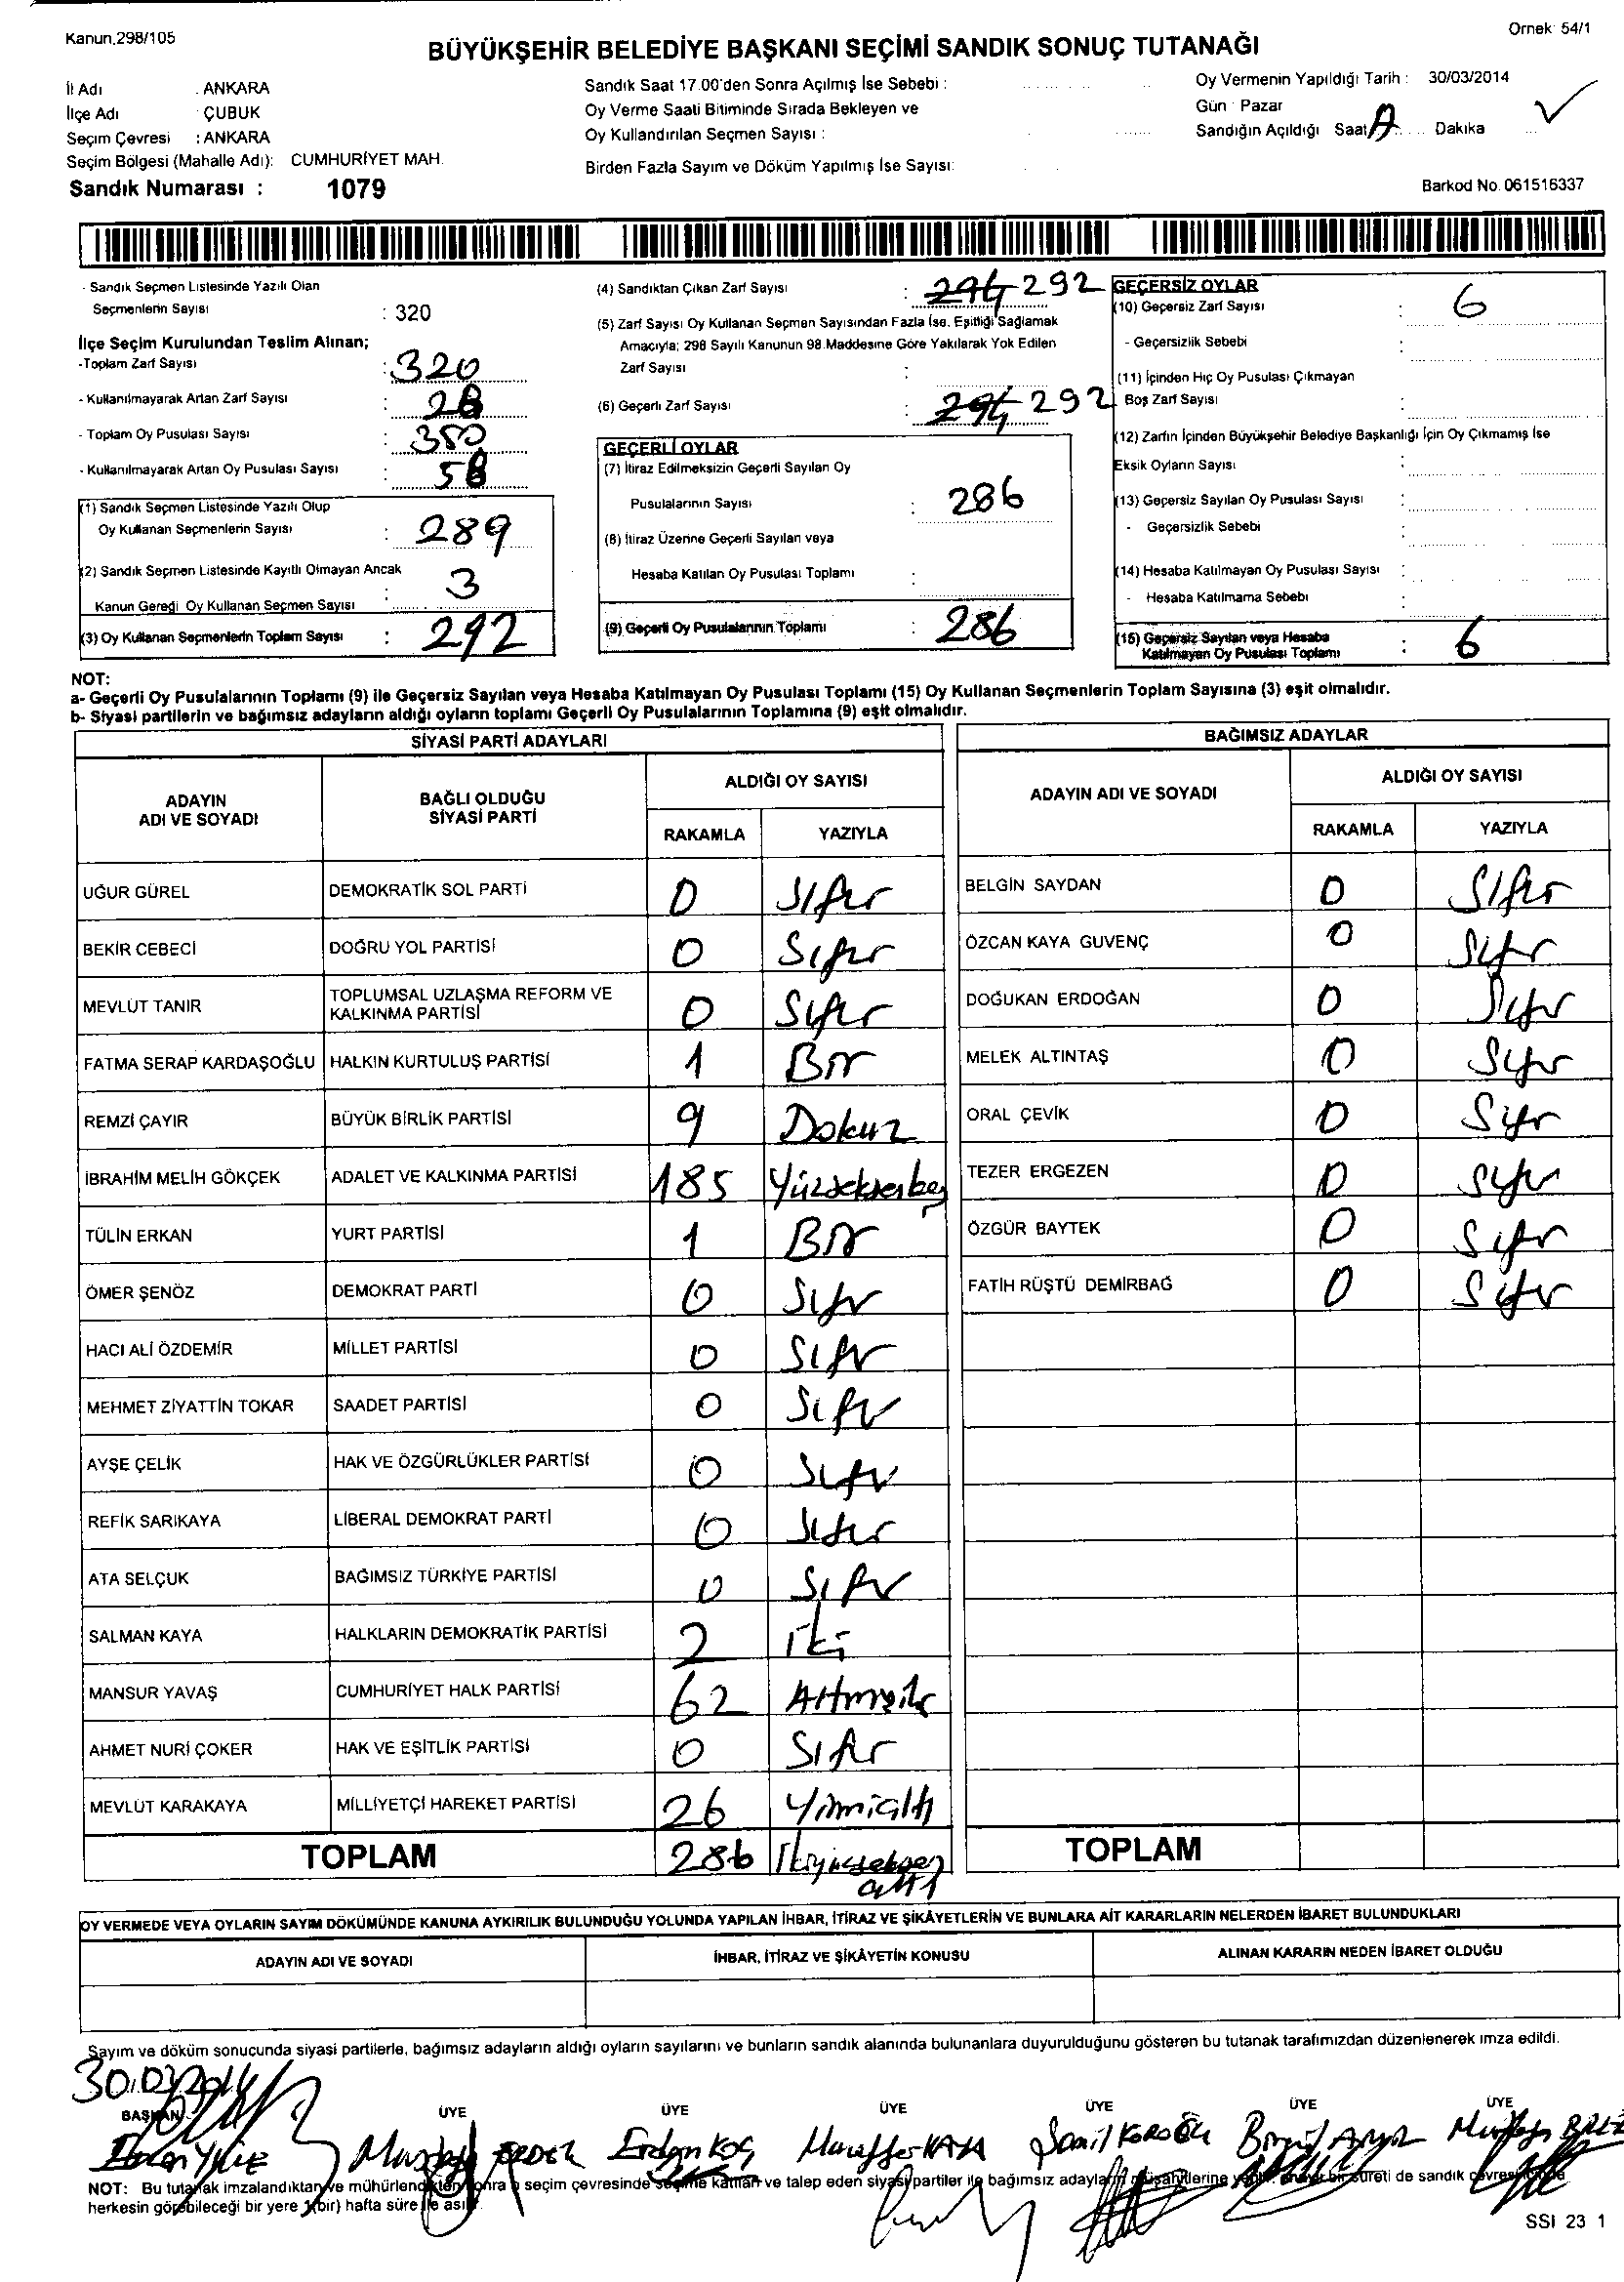 Kanun.298/105
Ornek 54/1
BÜYÜKŞEHİR BELEDİYE BAŞKANI SEÇİMİ SANDIK SONUÇ TUTANAĞI
İl Adı : ANKARA
İlçe Adı : ÇUBUK
Seçim Çevresi : ANKARA
Seçim Bölgesi (Mahalle Adı): CUMHURİYET MAH.
Sandık Numarası : 1079
Sandık Saat 17.00'den Sonra Açılmış İse Sebebi :
Oy Verme Saati Bitiminde Sırada Bekleyen ve
Oy Kullandırılan Seçmen Sayısı :
Birden Fazla Sayım ve Döküm Yapılmış İse Sayısı:
Oy Vermenin Yapıldığı Tarih : 30/03/2014
Gün : Pazar
Sandığın Açıldığı Saat Dakika
Barkod No. 061516337
- Sandık Seçmen Listesinde Yazılı Olan
Seçmenlerin Sayısı : 320
İlçe Seçim Kurulundan Teslim Alınan;
-Toplam Zarf Sayısı : 320
- Kullanılmayarak Artan Zarf Sayısı : 28
- Toplam Oy Pusulası Sayısı : 350
- Kullanılmayarak Artan Oy Pusulası Sayısı : 58
(1) Sandık Seçmen Listesinde Yazılı Olup
Oy Kullanan Seçmenlerin Sayısı : 289
(2) Sandık Seçmen Listesinde Kayıtlı Olmayan Ancak
Kanun Gereği Oy Kullanan Seçmen Sayısı : 3
(3) Oy Kullanan Seçmenlerin Toplam Sayısı : 292
(4) Sandıktan Çıkan Zarf Sayısı : 294 292
(5) Zarf Sayısı Oy Kullanan Seçmen Sayısından Fazla İse. Eşitliği Sağlamak
Amacıyla; 298 Sayılı Kanunun 98.Maddesine Göre Yakılarak Yok Edilen
Zarf Sayısı :
(6) Geçerli Zarf Sayısı : 294 292
GEÇERLİ OYLAR
(7) İtiraz Edilmeksizin Geçerli Sayılan Oy
Pusulalarının Sayısı : 286
(8) İtiraz Üzerine Geçerli Sayılan veya
Hesaba Katılan Oy Pusulası Toplamı :
(9) Geçerli Oy Pusulalarının Toplamı : 286
GEÇERSİZ OYLAR
(10) Geçersiz Zarf Sayısı : 6
- Geçersizlik Sebebi :
(11) İçinden Hiç Oy Pusulası Çıkmayan
Boş Zarf Sayısı :
(12) Zarfın İçinden Büyükşehir Belediye Başkanlığı İçin Oy Çıkmamış İse
Eksik Oyların Sayısı :
(13) Geçersiz Sayılan Oy Pusulası Sayısı :
- Geçersizlik Sebebi :
(14) Hesaba Katılmayan Oy Pusulası Sayısı :
- Hesaba Katılmama Sebebi :
(15) Geçersiz Sayılan veya Hesaba
Katılmayan Oy Pusulası Toplamı : 6
NOT:
a- Geçerli Oy Pusulalarının Toplamı (9) ile Geçersiz Sayılan veya Hesaba Katılmayan Oy Pusulası Toplamı (15) Oy Kullanan Seçmenlerin Toplam Sayısına (3) eşit olmalıdır.
b- Siyasi partilerin ve bağımsız adayların aldığı oyların toplamı Geçerli Oy Pusulalarının Toplamına (9) eşit olmalıdır.
SİYASİ PARTİ ADAYLARI
ADAYIN ADI VE SOYADI BAĞLI OLDUĞU SİYASİ PARTİ ALDIĞI OY SAYISI
RAKAMLA YAZIYLA
UĞUR GÜREL DEMOKRATİK SOL PARTİ 0 Sıfır
BEKİR CEBECİ DOĞRU YOL PARTİSİ 0 Sıfır
MEVLÜT TANIR TOPLUMSAL UZLAŞMA REFORM VE KALKINMA PARTİSİ 0 Sıfır
FATMA SERAP KARDAŞOĞLU HALKIN KURTULUŞ PARTİSİ 1 Bir
REMZİ ÇAYIR BÜYÜK BİRLİK PARTİSİ 9 Dokuz
İBRAHİM MELİH GÖKÇEK ADALET VE KALKINMA PARTİSİ 185 Yüzseksenbeş
TÜLİN ERKAN YURT PARTİSİ 1 Bir
ÖMER ŞENÖZ DEMOKRAT PARTİ 0 Sıfır
HACI ALİ ÖZDEMİR MİLLET PARTİSİ 0 Sıfır
MEHMET ZİYATTİN TOKAR SAADET PARTİSİ 0 Sıfır
AYŞE ÇELİK HAK VE ÖZGÜRLÜKLER PARTİSİ 0 Sıfır
REFİK SARIKAYA LİBERAL DEMOKRAT PARTİ 0 Sıfır
ATA SELÇUK BAĞIMSIZ TÜRKİYE PARTİSİ 0 Sıfır
SALMAN KAYA HALKLARIN DEMOKRATİK PARTİSİ 2 iki
MANSUR YAVAŞ CUMHURİYET HALK PARTİSİ 62 Altmışiki
AHMET NURİ ÇOKER HAK VE EŞİTLİK PARTİSİ 0 Sıfır
MEVLÜT KARAKAYA MİLLİYETÇİ HAREKET PARTİSİ 26 Yirmialtı
TOPLAM 286 İkiyüzseksen
altı
BAĞIMSIZ ADAYLAR
ADAYIN ADI VE SOYADI ALDIĞI OY SAYISI
RAKAMLA YAZIYLA
BELGİN SAYDAN 0 Sıfır
ÖZCAN KAYA GUVENÇ 0 Sıfır
DOĞUKAN ERDOĞAN 0 Sıfır
MELEK ALTINTAŞ 0 Sıfır
ORAL ÇEVİK 0 Sıfır
TEZER ERGEZEN 0 Sıfır
ÖZGÜR BAYTEK 0 Sıfır
FATİH RÜŞTÜ DEMİRBAĞ 0 Sıfır
TOPLAM
OY VERMEDE VEYA OYLARIN SAYIM DÖKÜMÜNDE KANUNA AYKIRILIK BULUNDUĞU YOLUNDA YAPILAN İHBAR, İTİRAZ VE ŞİKÂYETLERİN VE BUNLARA AİT KARARLARIN NELERDEN İBARET BULUNDUKLARI
ADAYIN ADI VE SOYADI İHBAR, İTİRAZ VE ŞİKÂYETİN KONUSU ALINAN KARARIN NEDEN İBARET OLDUĞU
Sayım ve döküm sonucunda siyasi partilerle, bağımsız adayların aldığı oyların sayılarını ve bunların sandık alanında bulunanlara duyurulduğunu gösteren bu tutanak tarafımızdan düzenlenerek imza edildi.
30.03.2014
BAŞKAN ÜYE ÜYE ÜYE ÜYE ÜYE ÜYE
Erdem Koç Muzaffer KAYA Şamil Mustafa
NOT: Bu tutanak imzalandıktan ve mühürlendikten sonra seçim çevresinde seçime katılan ve talep eden siyasi partiler ile bağımsız adayların müşahitlerine sureti de sandık çevresinde
herkesin görebileceği bir yere (bir) hafta süre ile asılır.
SSI 23 1